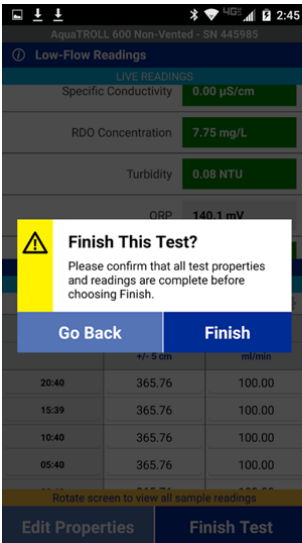 4G 2:45
AquaTROLL 600 Non-Vented - SN 445985
Low-Flow Readings
LIVE READINGS
Specific Conductivity 0.00 µS/cm
RDO Concentration 7.75 mg/L
Turbidity 0.08 NTU
ORP 140.1 mV
Finish This Test?
Please confirm that all test properties
and readings are complete before
choosing Finish.
Go Back Finish
+/- 5 cm ml/min
20:40 365.76 100.00
15:39 365.76 100.00
10:40 365.76 100.00
05:40 365.76 100.00
Rotate screen to view all sample readings
Edit Properties Finish Test